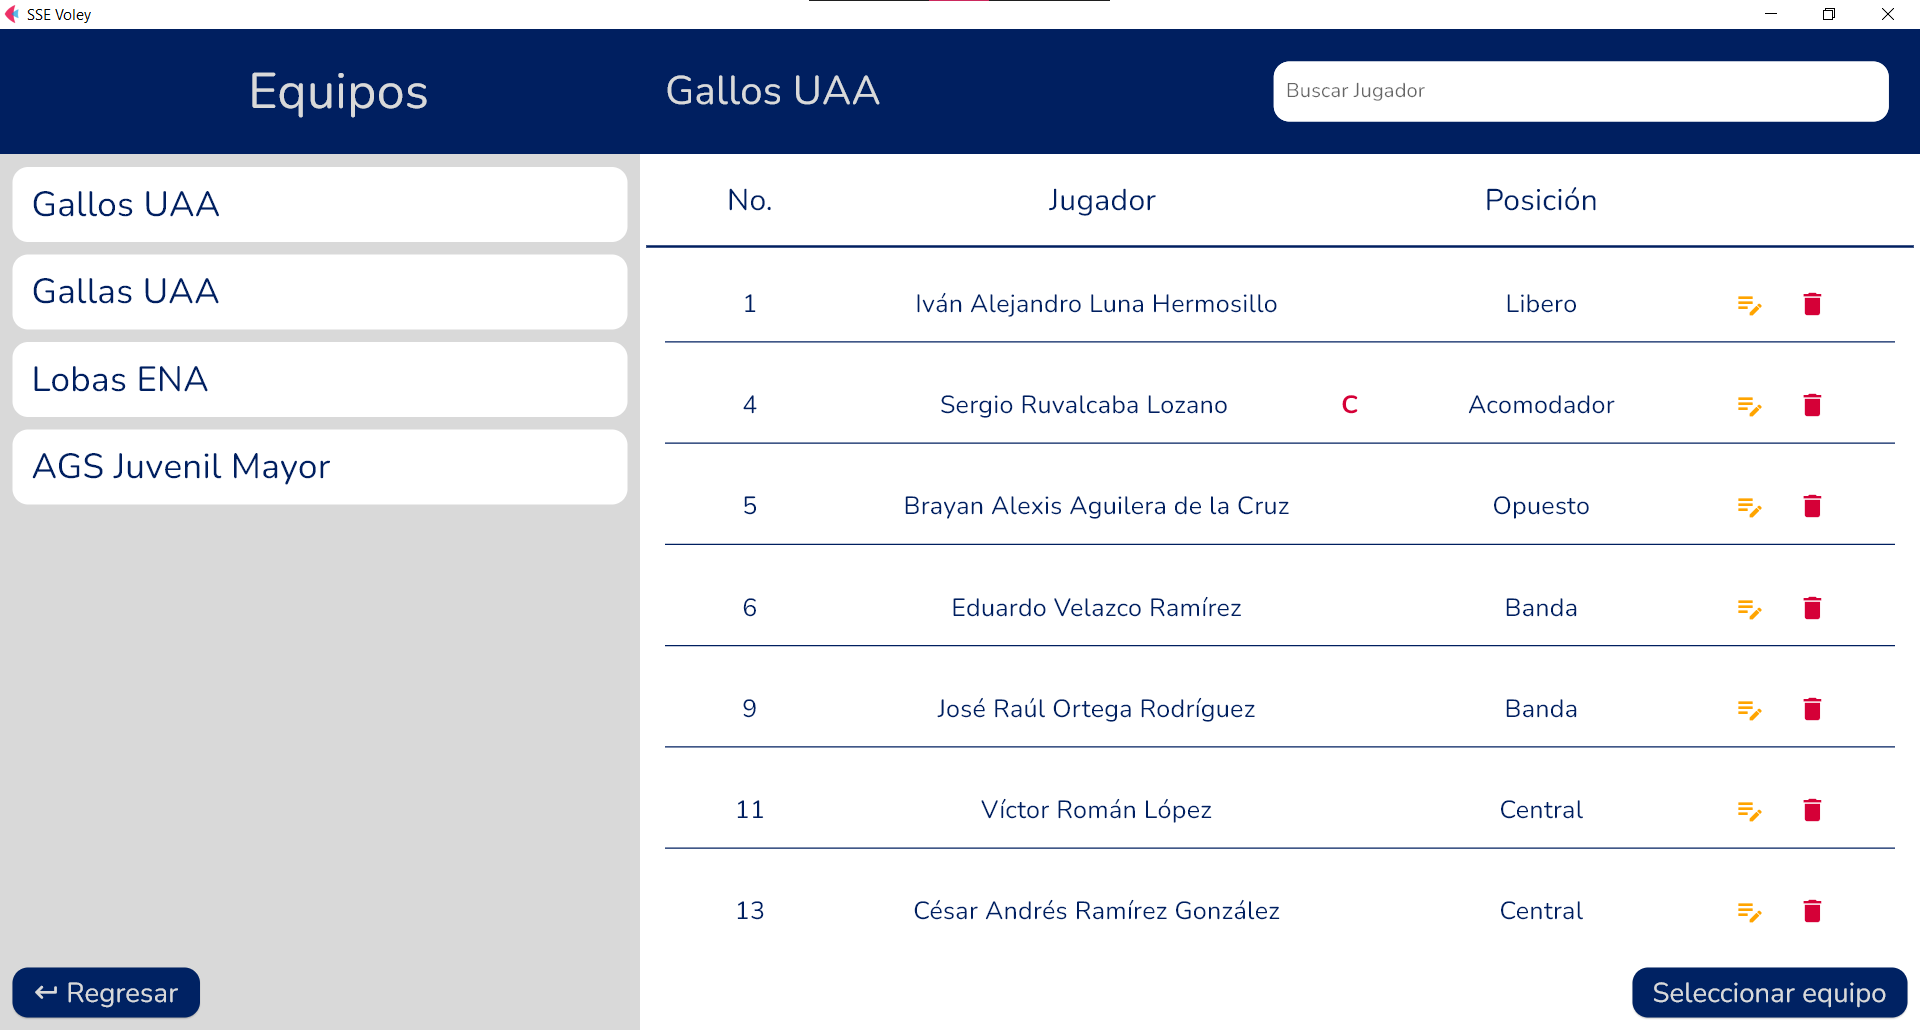 SSE Voley
Equipos
Gallos UAA
Buscar Jugador
Gallos UAA
Gallas UAA
Lobas ENA
AGS Juvenil Mayor
No. Jugador Posición
1 Iván Alejandro Luna Hermosillo Libero
4 Sergio Ruvalcaba Lozano C Acomodador
5 Brayan Alexis Aguilera de la Cruz Opuesto
6 Eduardo Velazco Ramírez Banda
9 José Raúl Ortega Rodríguez Banda
11 Víctor Román López Central
13 César Andrés Ramírez González Central
Regresar
Seleccionar equipo